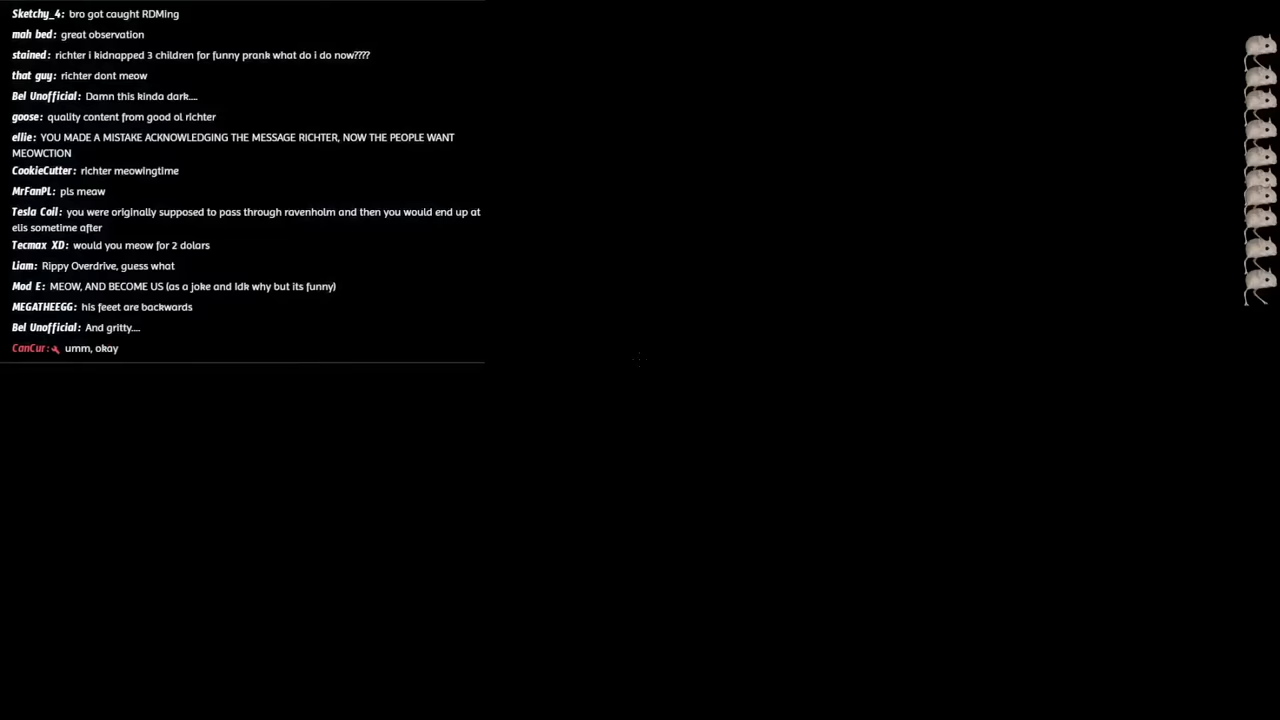 Sketchy_4: bro got caught RDMing
mah bed: great observation
stained: richter i kidnapped 3 children for funny prank what do i do now????
that guy: richter dont meow
Bel Unofficial: Damn this kinda dark....
goose: quality content from good ol richter
ellie: YOU MADE A MISTAKE ACKNOWLEDGING THE MESSAGE RICHTER, NOW THE PEOPLE WANT
MEOWCTION
CookieCutter: richter meowingtime
MrFanPL: pls meaw
Tesla Coil: you were originally supposed to pass through ravenholm and then you would end up at
elis sometime after
Tecmax XD: would you meow for 2 dolars
Liam: Rippy Overdrive, guess what
Mod E: MEOW, AND BECOME US (as a joke and Idk why but its funny)
MEGATHEEGG: his feeet are backwards
Bel Unofficial: And gritty....
CanCur: umm, okay